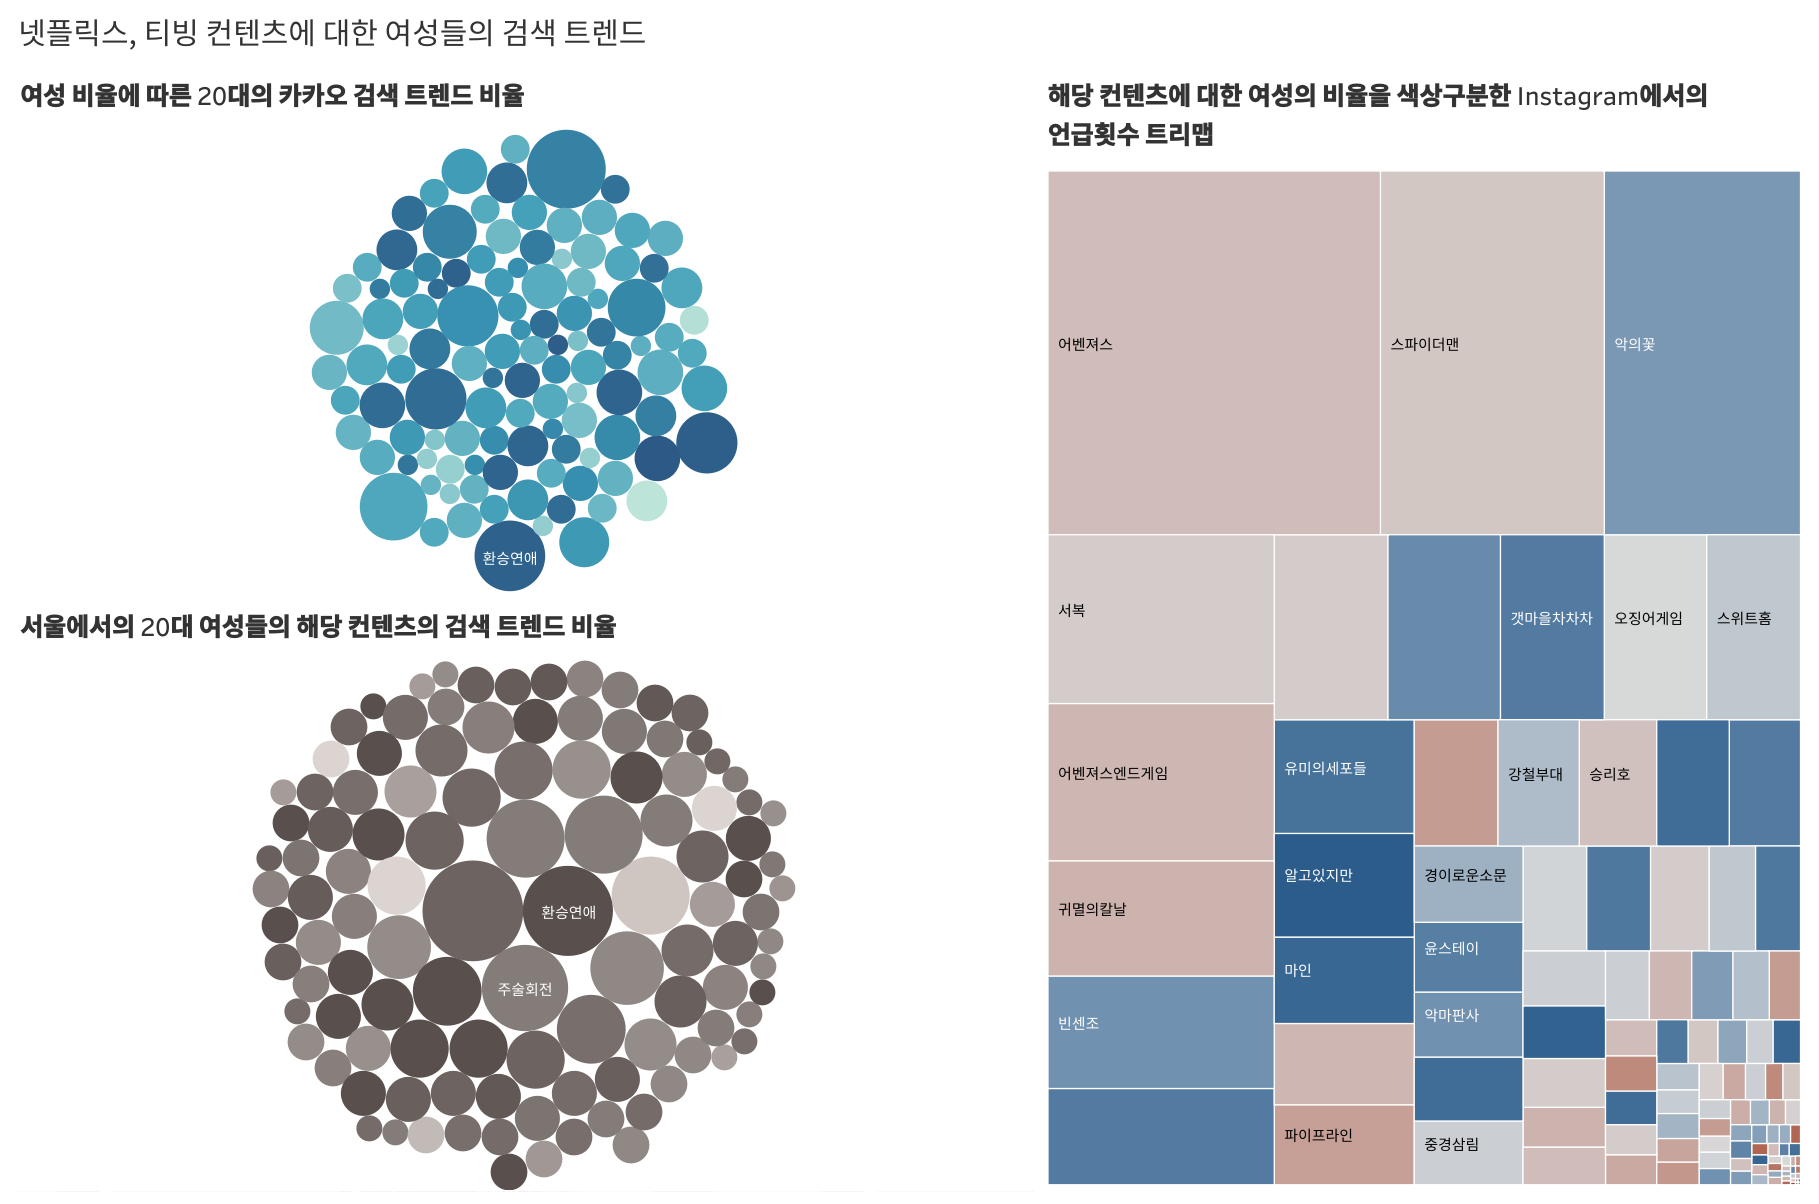 넷플릭스, 티빙 컨텐츠에 대한 여성들의 검색 트렌드
여성 비율에 따른 20대의 카카오 검색 트렌드 비율
환승연애
서울에서의 20대 여성들의 해당 컨텐츠의 검색 트렌드 비율
환승연애
주술회전
해당 컨텐츠에 대한 여성의 비율을 색상구분한 Instagram에서의
언급횟수 트리맵
어벤져스
스파이더맨
악의꽃
서복
갯마을차차차
오징어게임
스위트홈
어벤져스엔드게임
유미의세포들
강철부대
승리호
귀멸의칼날
알고있지만
경이로운소문
마인
윤스테이
빈센조
악마판사
파이프라인
중경삼림